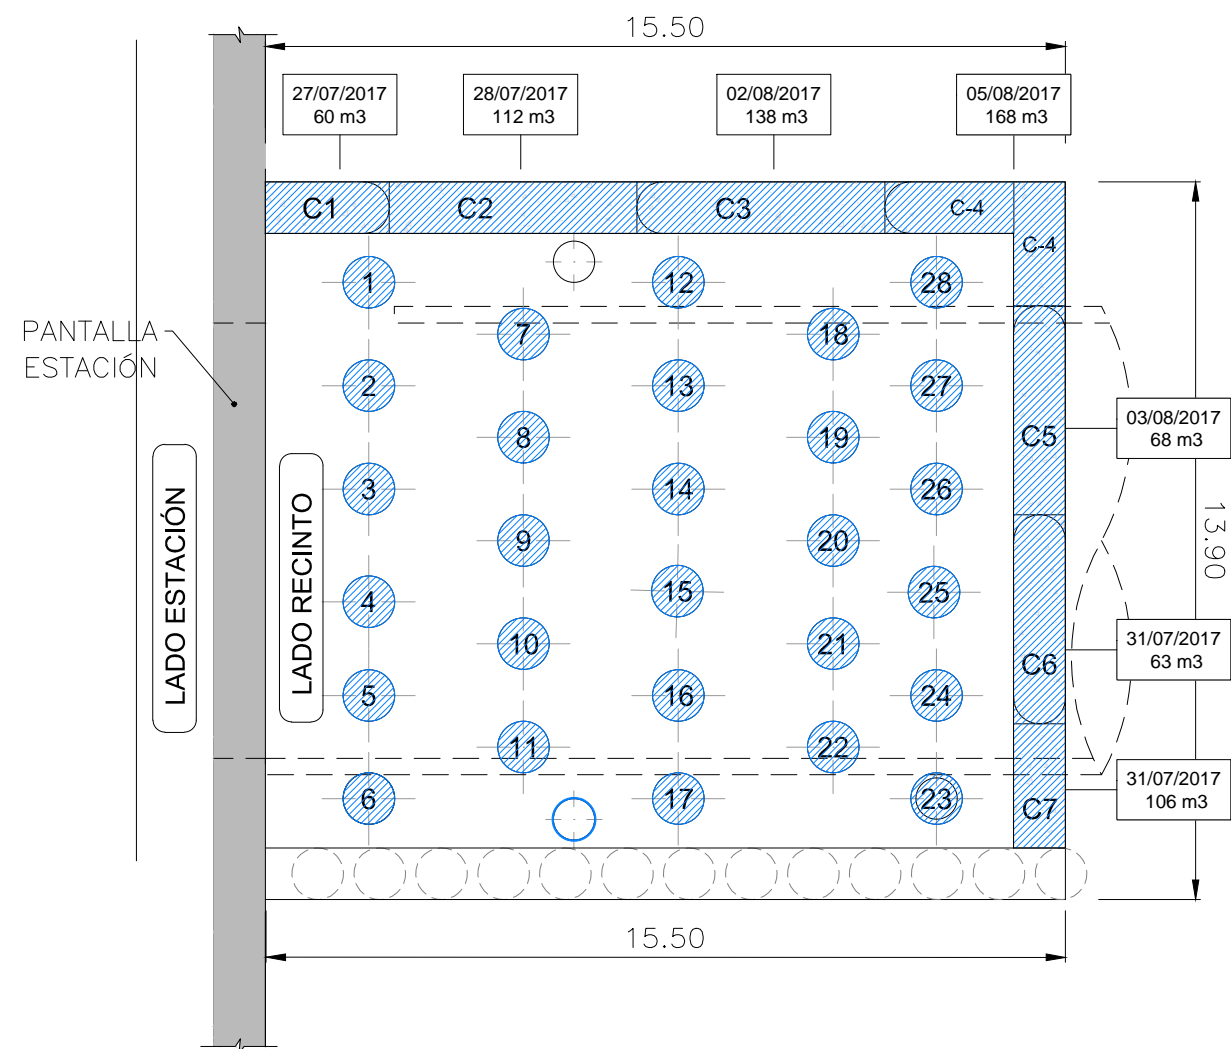 15.50
27/07/2017
60 m3
28/07/2017
112 m3
02/08/2017
138 m3
05/08/2017
168 m3
C1
C2
C3
C-4
C-4
1
12
28
7
18
PANTALLA
ESTACIÓN
2
13
27
03/08/2017
68 m3
8
19
C5
3
14
26
LADO ESTACIÓN
LADO RECINTO
9
20
13.90
4
15
25
10
21
31/07/2017
63 m3
C6
5
16
24
11
22
31/07/2017
106 m3
6
17
23
C7
15.50